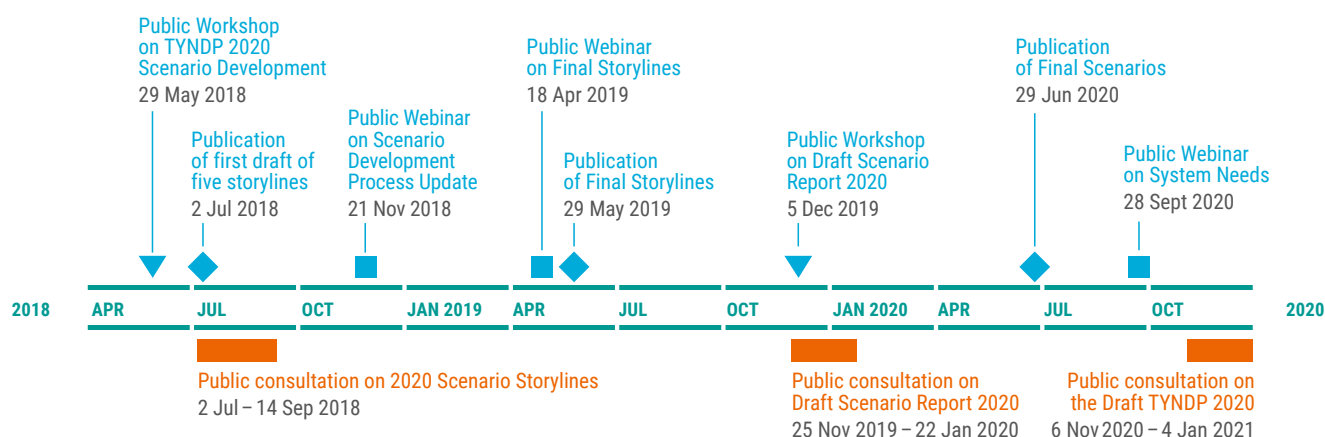 Public Workshop
on TYNDP 2020
Scenario Development
29 May 2018
Publication
of first draft of
five storylines
2 Jul 2018
Public Webinar
on Scenario
Development
Process Update
21 Nov 2018
Public Webinar
on Final Storylines
18 Apr 2019
Publication
of Final Storylines
29 May 2019
Public Workshop
on Draft Scenario
Report 2020
5 Dec 2019
Publication
of Final Scenarios
29 Jun 2020
Public Webinar
on System Needs
28 Sept 2020
2018 APR JUL OCT JAN 2019 APR JUL OCT JAN 2020 APR JUL OCT 2020
Public consultation on 2020 Scenario Storylines
2 Jul – 14 Sep 2018
Public consultation on
Draft Scenario Report 2020
25 Nov 2019 – 22 Jan 2020
Public consultation on
the Draft TYNDP 2020
6 Nov 2020 – 4 Jan 2021